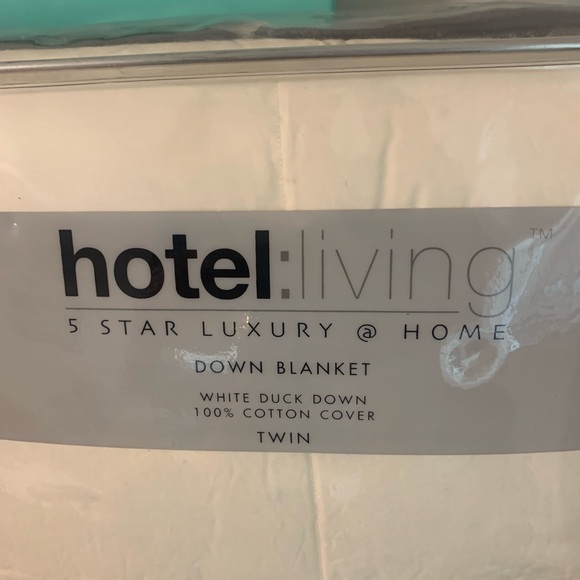 hotel:living™
5 STAR LUXURY @ HOME
DOWN BLANKET
WHITE DUCK DOWN
100% COTTON COVER
TWIN